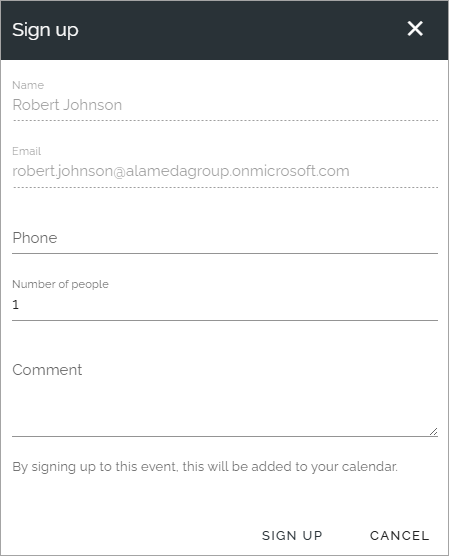 Sign up
Name
Robert Johnson
Email
robert.johnson@alamedagroup.onmicrosoft.com
Phone
Number of people
1
Comment
By signing up to this event, this will be added to your calendar.
SIGN UP CANCEL